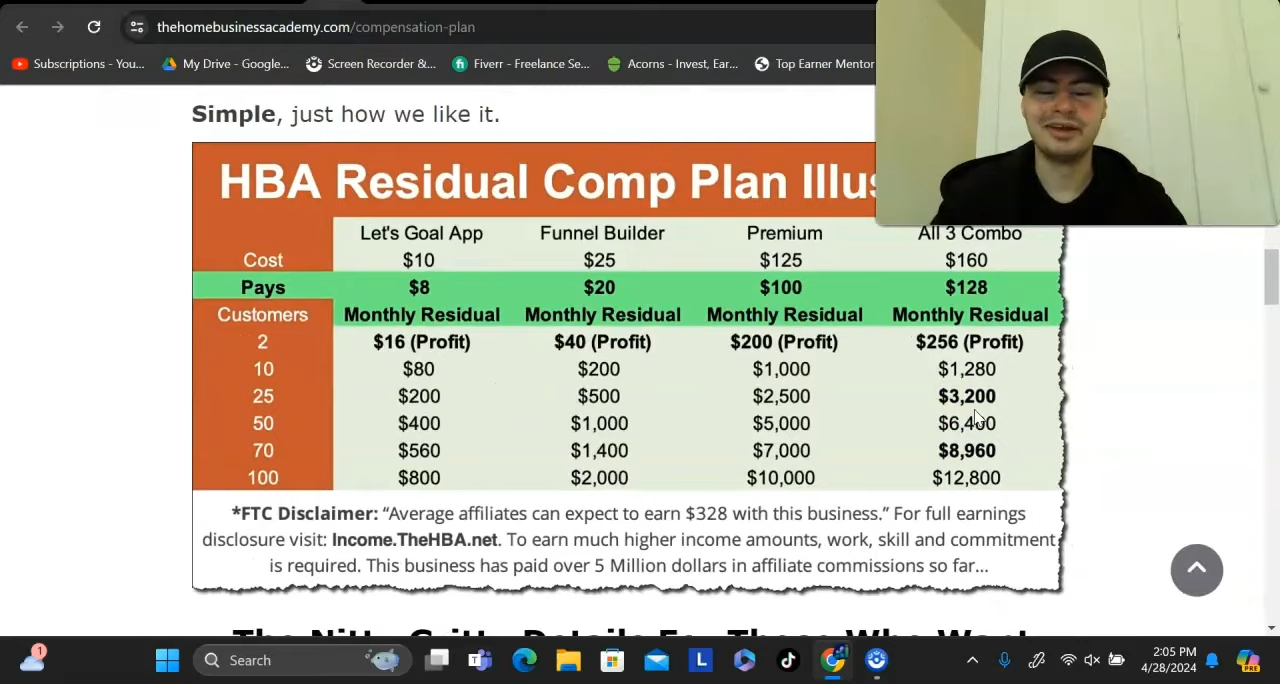 thehomebusinessacademy.com/compensation-plan
Subscriptions - You... My Drive - Google... Screen Recorder &... Fiverr - Freelance Se... Acorns - Invest, Ear... Top Earner Mentor
Simple, just how we like it.
HBA Residual Comp Plan
Let's Goal App Funnel Builder Premium All 3 Combo
Cost $10 $25 $125 $160
Pays $8 $20 $100 $128
Customers Monthly Residual Monthly Residual Monthly Residual Monthly Residual
2 $16 (Profit) $40 (Profit) $200 (Profit) $256 (Profit)
10 $80 $200 $1,000 $1,280
25 $200 $500 $2,500 $3,200
50 $400 $1,000 $5,000 $6,400
70 $560 $1,400 $7,000 $8,960
100 $800 $2,000 $10,000 $12,800
*FTC Disclaimer: “Average affiliates can expect to earn $328 with this business.” For full earnings
disclosure visit: Income.TheHBA.net. To earn much higher income amounts, work, skill and commitment
is required. This business has paid over 5 Million dollars in affiliate commissions so far...
1 Search L 2:05 PM
4/28/2024 PRE